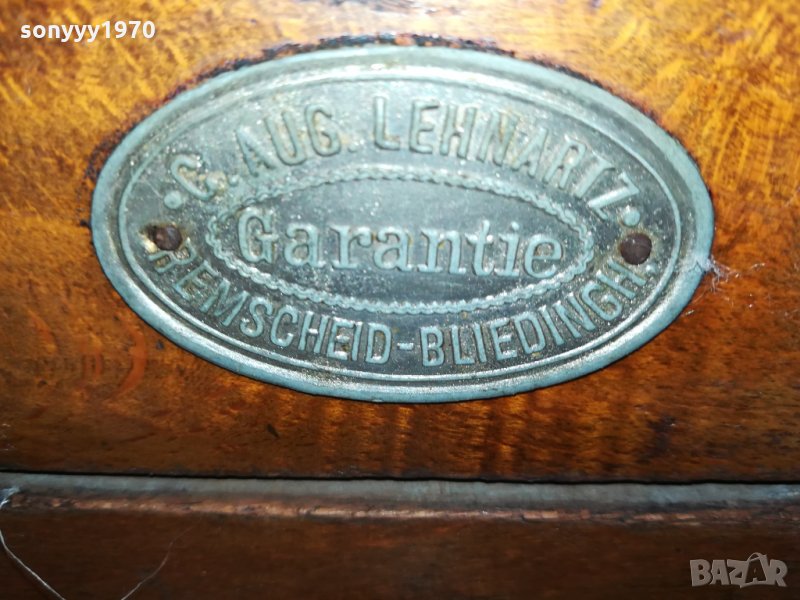 sonyyy1970
C. AUG. LEHNARTZ
Garantie
REMSCHEID-BLIEDINGH.
BAZAR